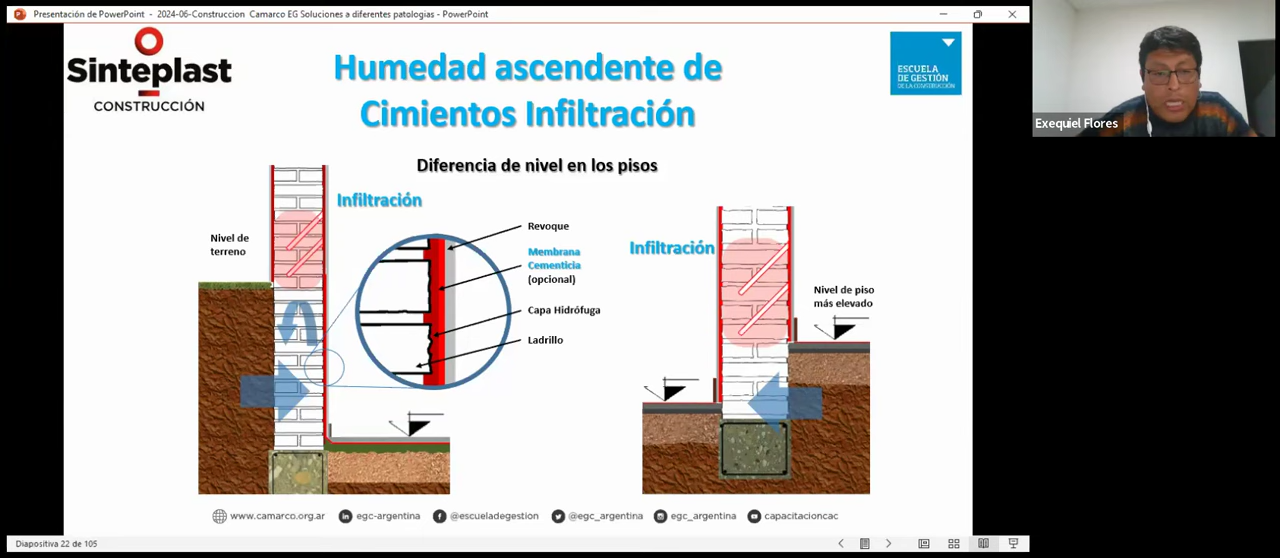 Presentación de PowerPoint - 2024-06-Construccion Camarco EG Soluciones a diferentes patologias - PowerPoint
Sinteplast
CONSTRUCCIÓN
Humedad ascendente de
Cimientos Infiltración
ESCUELA
DE GESTIÓN
DE LA CONSTRUCCIÓN
Exequiel Flores
Diferencia de nivel en los pisos
Infiltración
Nivel de
terreno
Revoque
Membrana
Cementicia
(opcional)
Capa Hidrófuga
Ladrillo
Infiltración
Nivel de piso
más elevado
www.camarco.org.ar
egc-argentina
@escueladegestion
@egc_argentina
egc_argentina
capacitacioncac
Diapositiva 22 de 105